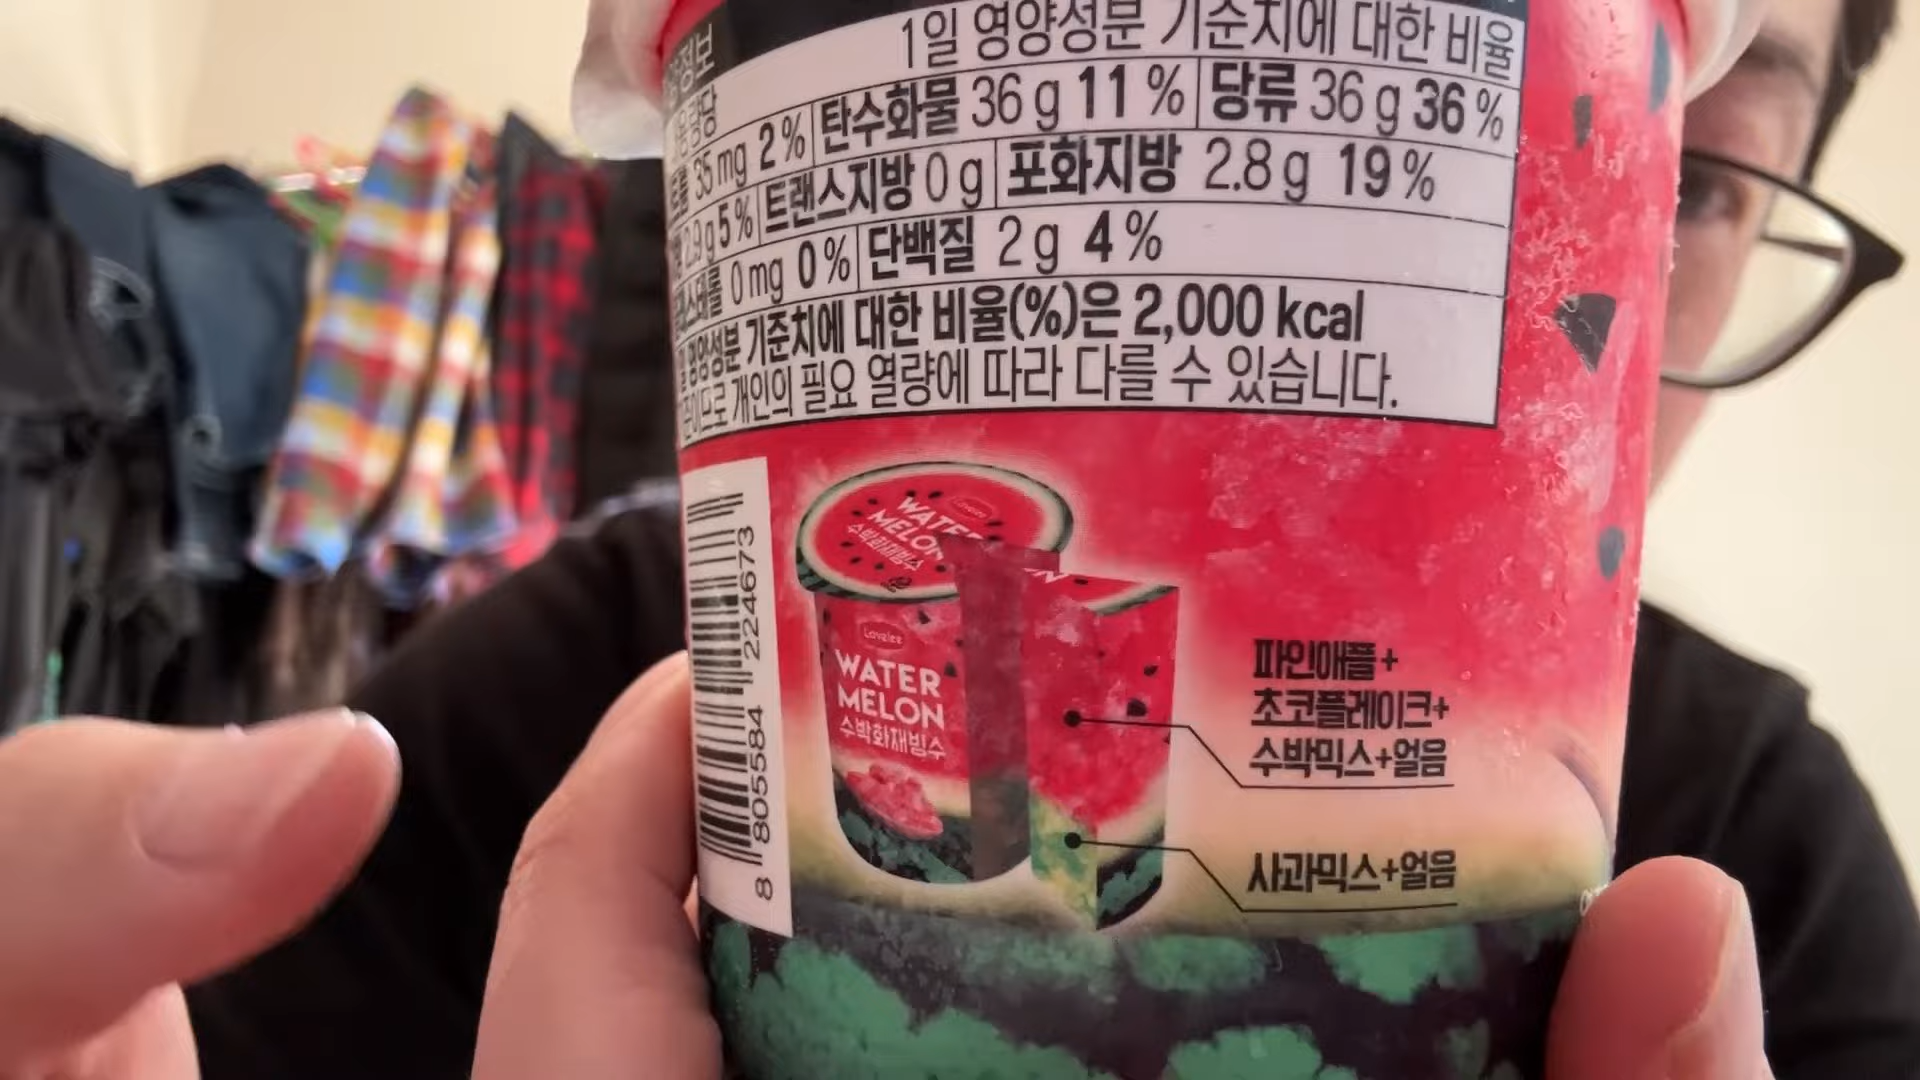 1일 영양성분 기준치에 대한 비율
35 mg 2 % 탄수화물 36 g 11 % 당류 36 g 36 %
2.9 g 5 % 트랜스지방 0 g 포화지방 2.8 g 19 %
0 mg 0 % 단백질 2 g 4 %
영양성분 기준치에 대한 비율(%)은 2,000 kcal
개인의 필요 열량에 따라 다를 수 있습니다.
WATER
MELON
수박화채빙수
Lovelee
WATER
MELON
수박화채빙수
파인애플+
초코플레이크+
수박믹스+얼음
사과믹스+얼음
8 805584 224673